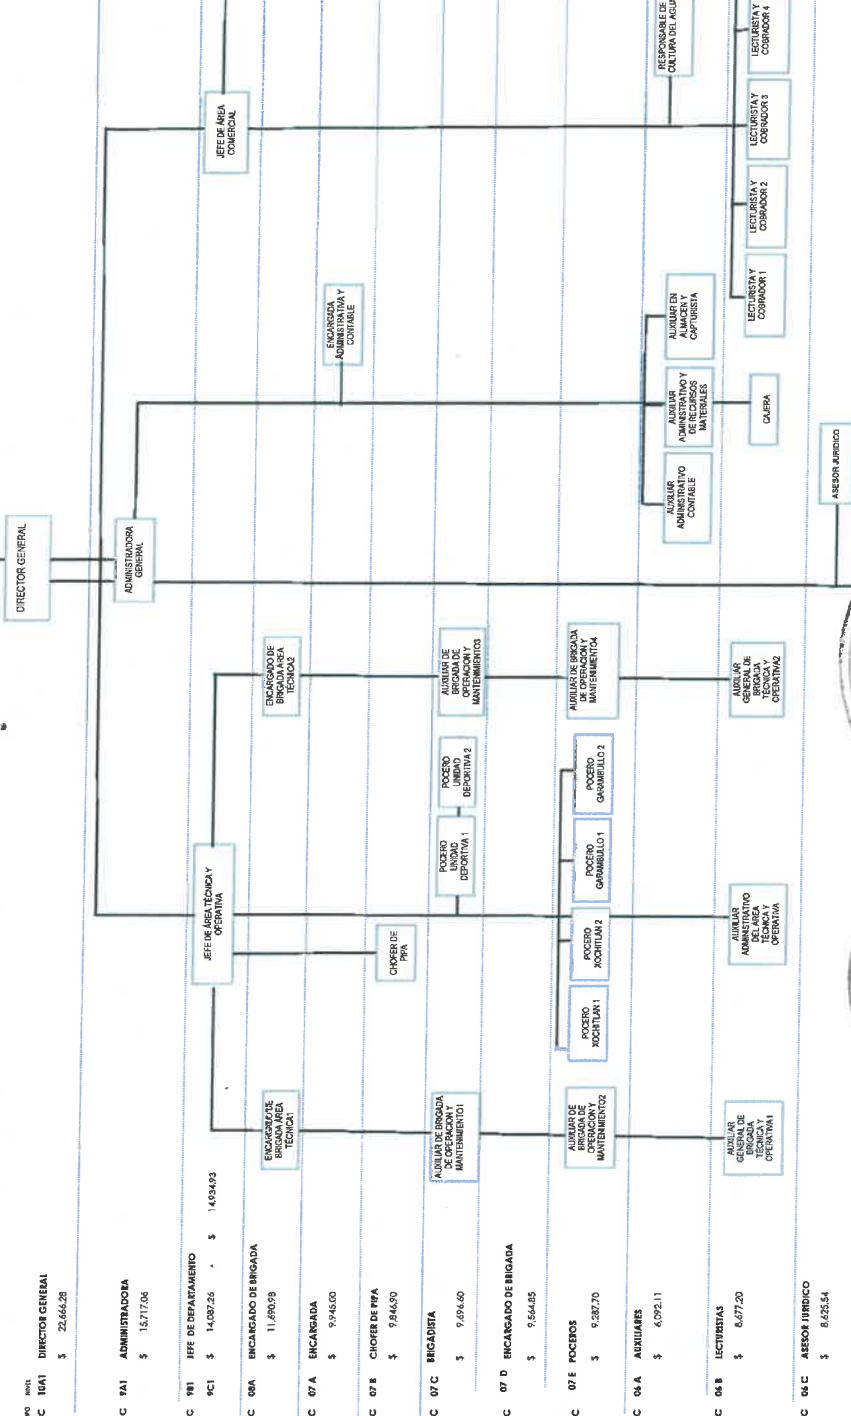 NIVEL
C 10A1 DIRECTOR GENERAL
$ 22,666.28
C 9A1 ADMINISTRADORA
$ 15,717.06
C 9B1 JEFE DE DEPARTAMENTO
9C1 $ 14,087.26 - $ 14,934.93
C 08A ENCARGADO DE BRIGADA
$ 11,690.98
C 07 A ENCARGADA
$ 9,945.00
C 07 B CHOFER DE PIPA
$ 9,846.90
C 07 C BRIGADISTA
$ 9,696.60
C 07 D ENCARGADO DE BRIGADA
$ 9,564.85
C 07 E POCEROS
$ 9,287.70
C 06 A AUXILIARES
$ 6,092.11
C 06 B LECTURISTAS
$ 8,677.20
C 06 C ASESOR JURIDICO
$ 8,625.54
DIRECTOR GENERAL
ADMINISTRADORA
GENERAL
JEFE DE ÁREA TÉCNICA Y
OPERATIVA
JEFE DE ÁREA
COMERCIAL
ENCARGADO DE
BRIGADA ÁREA
TÉCNICA1
ENCARGADO DE
BRIGADA AREA
TÉCNICA2
ENCARGADA
ADMINISTRATIVA Y
CONTABLE
CHOFER DE
PIPA
AUXILIAR DE BRIGADA
DE OPERACION Y
MANTENIMIENTO1
POCERO
UNIDAD
DEPORTIVA 1
POCERO
UNIDAD
DEPORTIVA 2
AUXILIAR DE
BRIGADA DE
OPERACION Y
MANTENIMIENTO3
AUXILIAR DE
BRIGADA DE
OPERACION Y
MANTENIMIENTO2
POCERO
XOCHITLAN 1
POCERO
XOCHITLAN 2
POCERO
GARAMBULLO 1
POCERO
GARAMBULLO 2
AUXILIAR DE BRIGADA
DE OPERACION Y
MANTENIMIENTO4
AUXILIAR
ADMINISTRATIVO
CONTABLE
AUXILIAR
ADMINISTRATIVO Y
DE RECURSOS
MATERIALES
AUXILIAR EN
ALMACEN Y
CAPTURISTA
RESPONSABLE DE
CULTURA DEL AGUA
AUXILIAR
GENERAL DE
BRIGADA
TÉCNICA Y
OPERATIVA1
AUXILIAR
ADMINISTRATIVO
DEL AREA
TÉCNICA Y
OPERATIVA
AUXILIAR
GENERAL DE
BRIGADA
TÉCNICA Y
OPERATIVA2
CAJERA
LECTURISTA Y
COBRADOR 1
LECTURISTA Y
COBRADOR 2
LECTURISTA Y
COBRADOR 3
LECTURISTA Y
COBRADOR 4
ASESOR JURIDICO